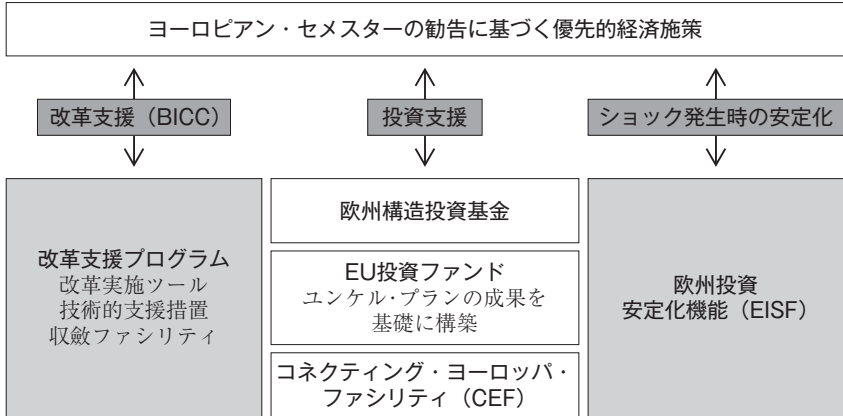 ヨーロピアン・セメスターの勧告に基づく優先的経済施策
改革支援（BICC）
投資支援
ショック発生時の安定化
改革支援プログラム
改革実施ツール
技術的支援措置
収斂ファシリティ
欧州構造投資基金
EU投資ファンド
ユンケル・プランの成果を
基礎に構築
コネクティング・ヨーロッパ・
ファシリティ（CEF）
欧州投資
安定化機能（EISF）